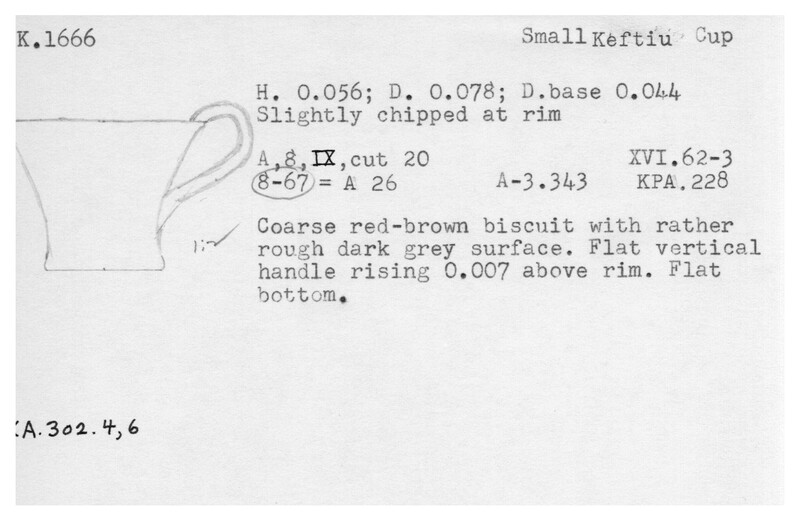 K.1666
Small Keftiu Cup
H. 0.056; D. 0.078; D.base 0.044
Slightly chipped at rim
A,8,IX,cut 20 XVI.62-3
8-67 = A 26 A-3.343 KPA.228
Coarse red-brown biscuit with rather
rough dark grey surface. Flat vertical
handle rising 0.007 above rim. Flat
bottom.
A.302.4,6